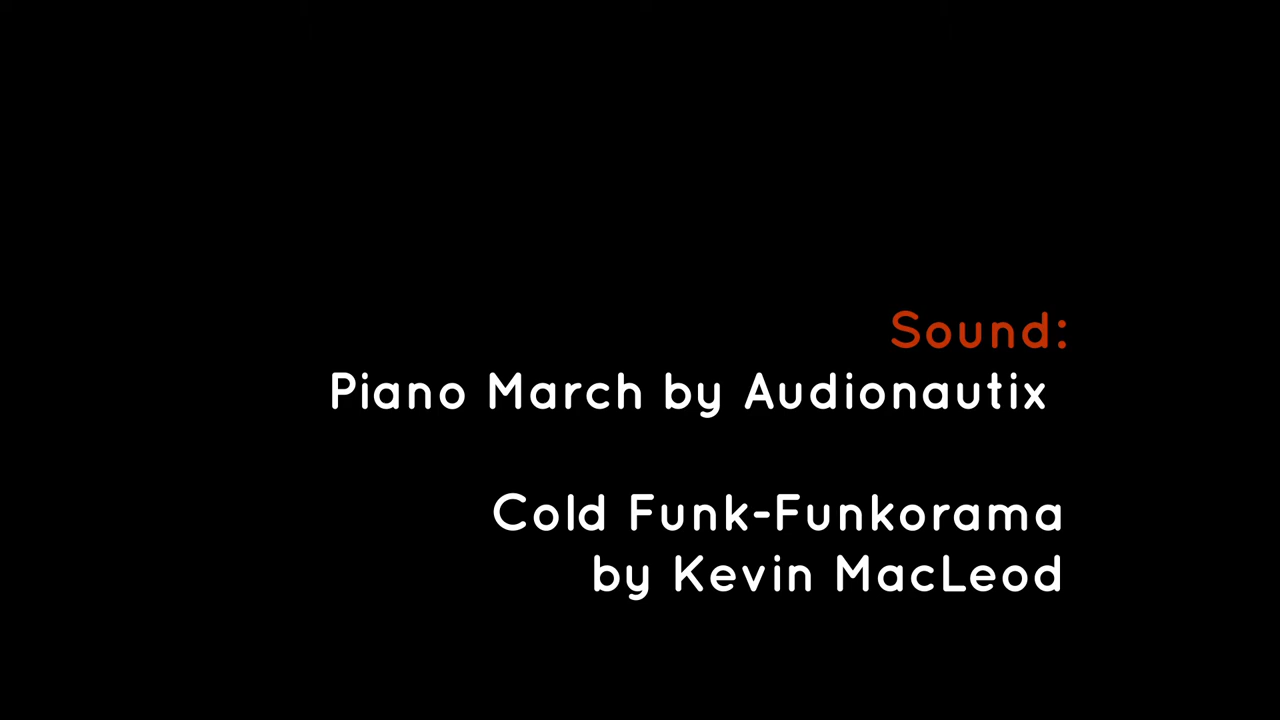 Sound:
Piano March by Audionautix
Cold Funk-Funkorama
by Kevin MacLeod